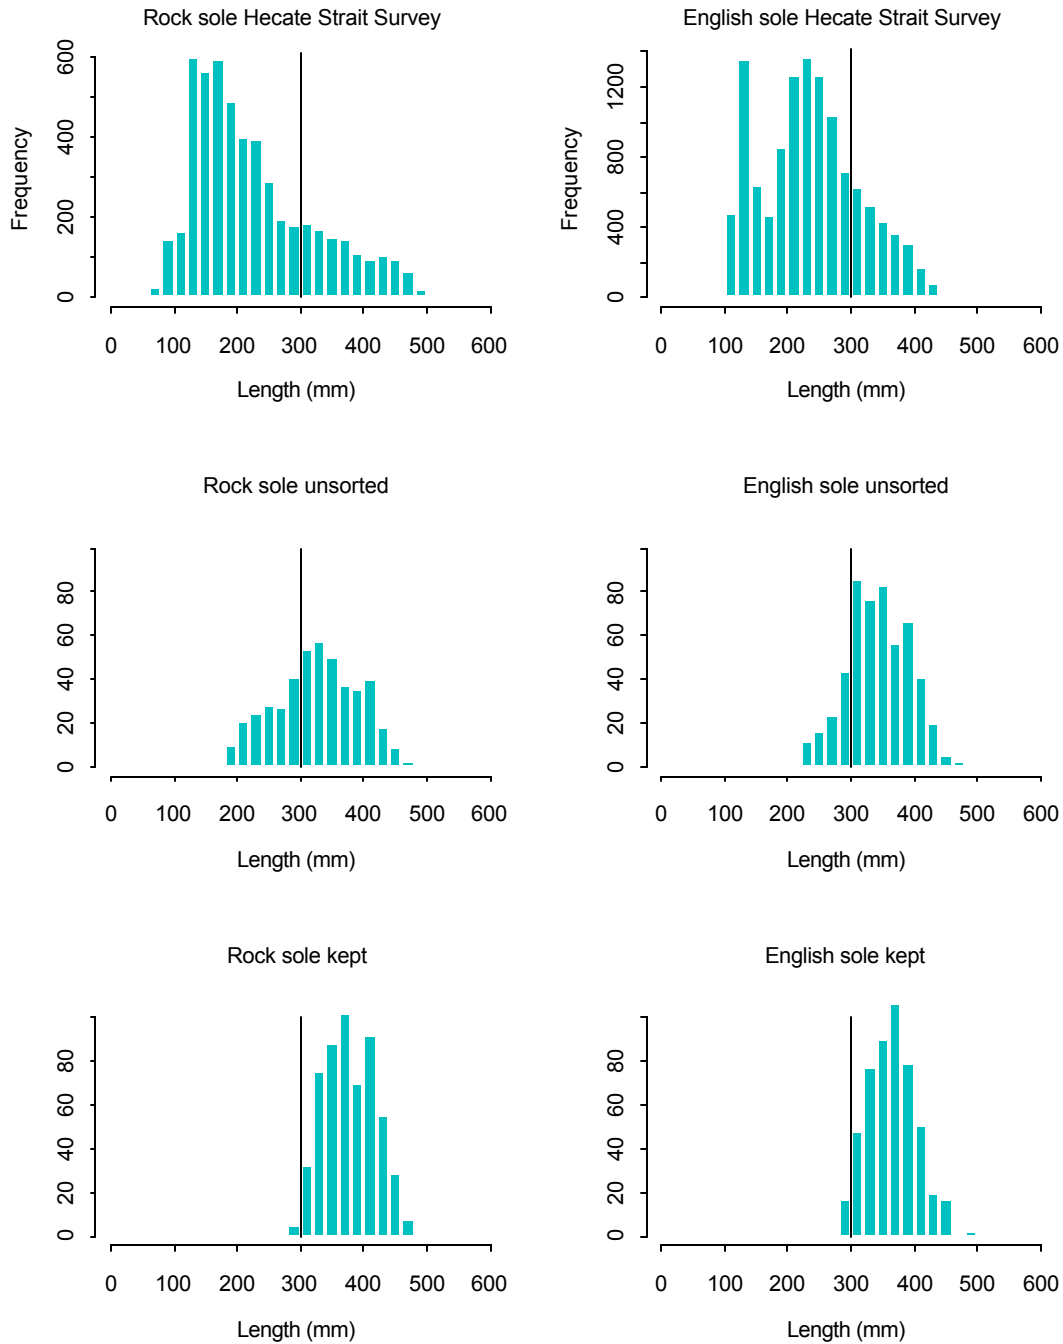 Rock sole Hecate Strait Survey
Frequency
0 200 400 600
0 100 200 300 400 500 600
Length (mm)
English sole Hecate Strait Survey
Frequency
0 400 800 1200
0 100 200 300 400 500 600
Length (mm)
Rock sole unsorted
0 20 40 60 80
0 100 200 300 400 500 600
Length (mm)
English sole unsorted
0 20 40 60 80
0 100 200 300 400 500 600
Length (mm)
Rock sole kept
0 20 40 60 80
0 100 200 300 400 500 600
Length (mm)
English sole kept
0 20 40 60 80
0 100 200 300 400 500 600
Length (mm)